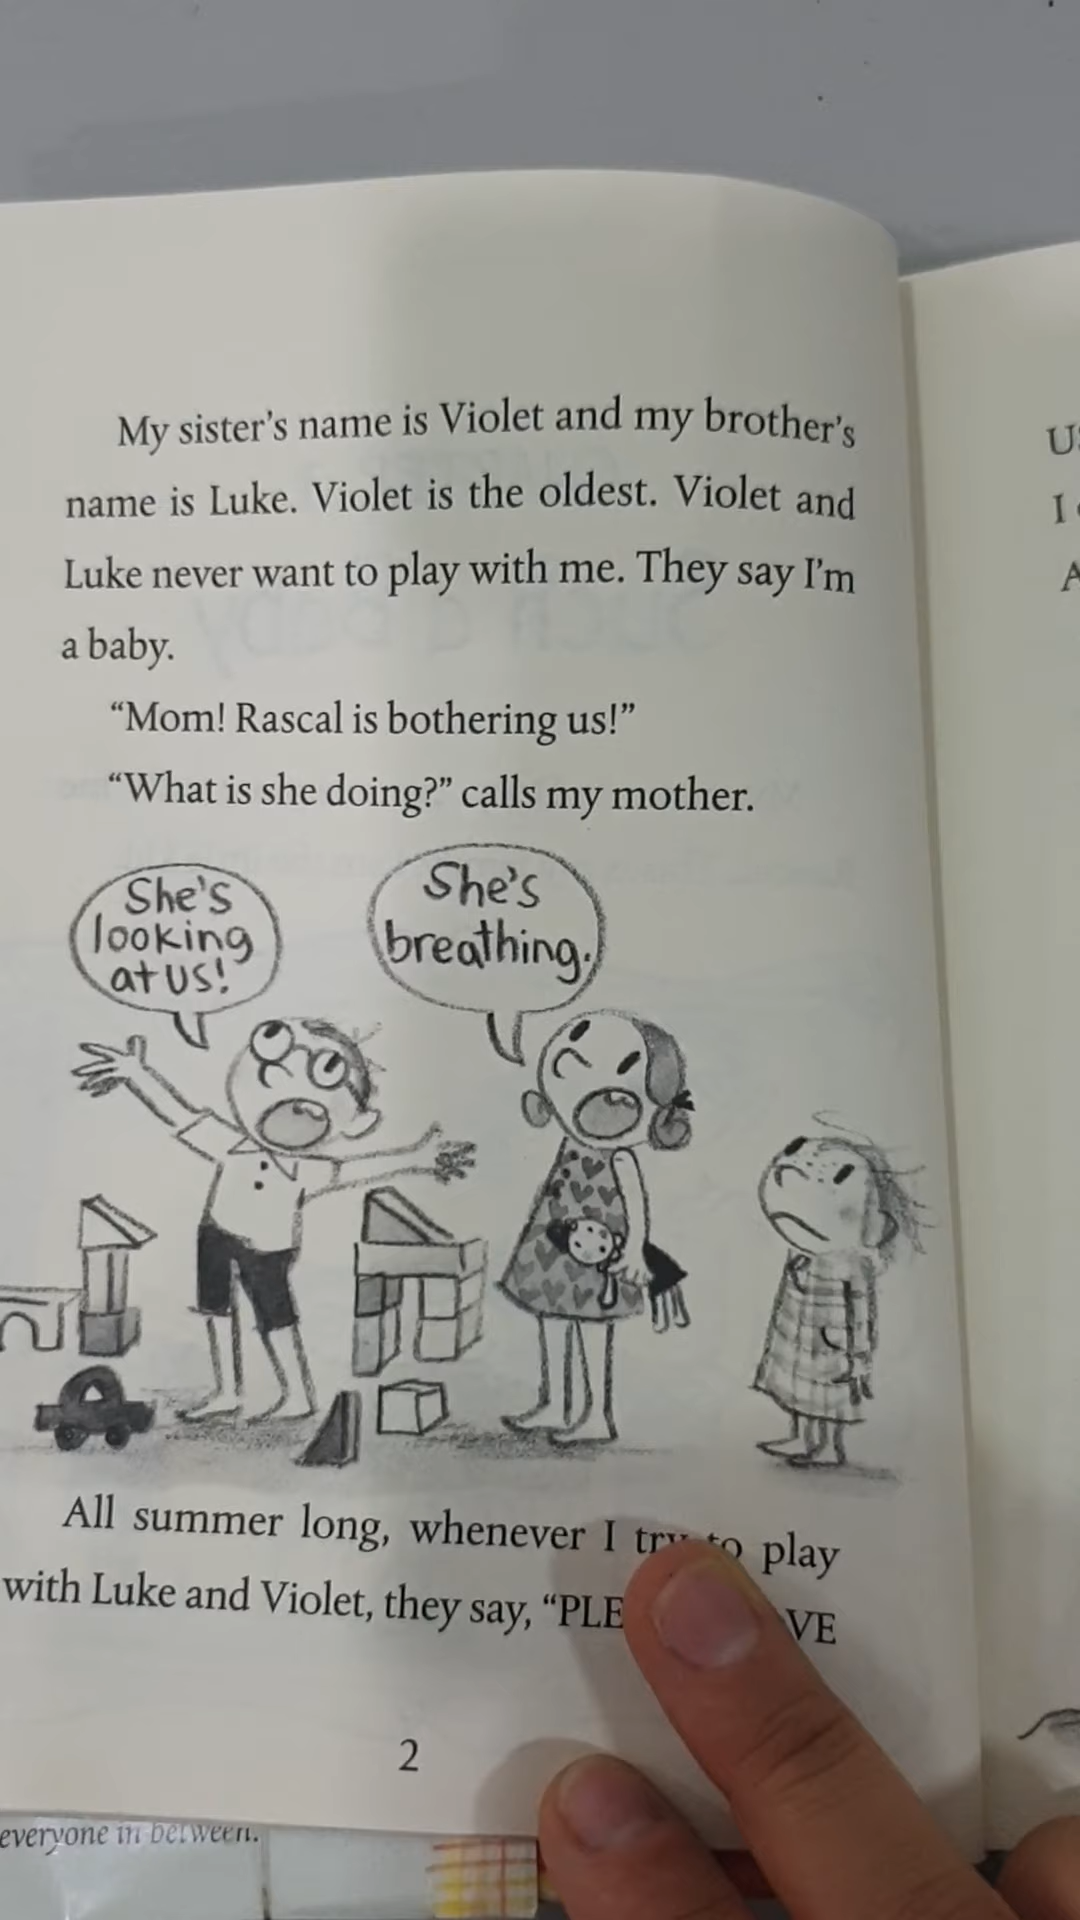 My sister's name is Violet and my brother's
name is Luke. Violet is the oldest. Violet and
Luke never want to play with me. They say I'm
a baby.
“Mom! Rascal is bothering us!”
“What is she doing?” calls my mother.
She's
looking
at us!
She's
breathing.
All summer long, whenever I try to play
with Luke and Violet, they say,
2
everyone in between.
I